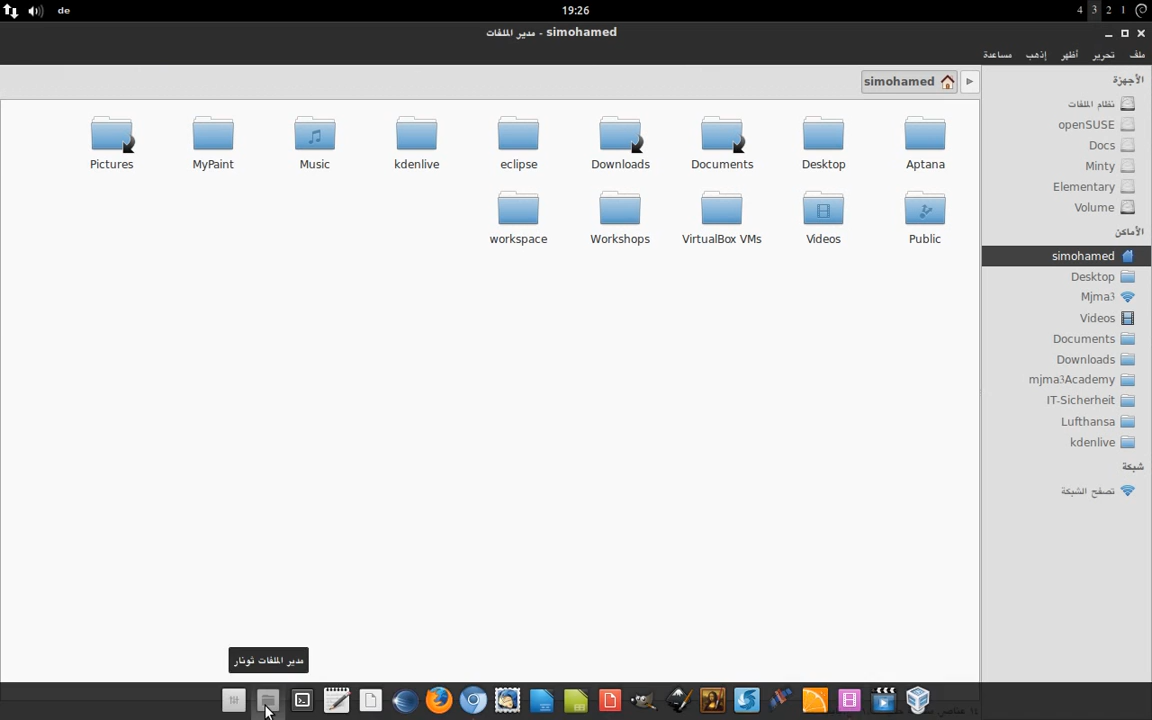 de
19:26
4 3 2 1
simohamed - مدير الملفات
ملف تحرير أظهر إذهب مساعدة
simohamed
الأجهزة
نظام الملفات
openSUSE
Docs
Minty
Elementary
Volume
الأماكن
simohamed
Desktop
Mjma3
Videos
Documents
Downloads
mjma3Academy
IT-Sicherheit
Lufthansa
kdenlive
شبكة
تصفح الشبكة
Aptana
Desktop
Documents
Downloads
eclipse
kdenlive
Music
MyPaint
Pictures
Public
Videos
VirtualBox VMs
Workshops
workspace
مدير الملفات ثونار